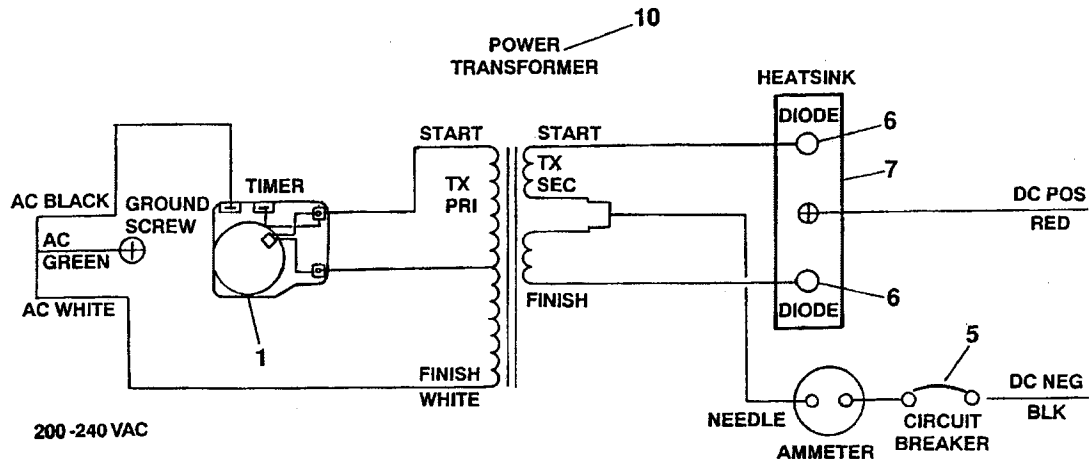 10
POWER
TRANSFORMER
HEATSINK
DIODE
6
START
START
TIMER
TX
PRI
TX
SEC
7
AC BLACK
GROUND
SCREW
DC POS
RED
AC
GREEN
AC WHITE
FINISH
DIODE
6
1
5
FINISH
WHITE
DC NEG
BLK
NEEDLE
AMMETER
CIRCUIT
BREAKER
200-240 VAC